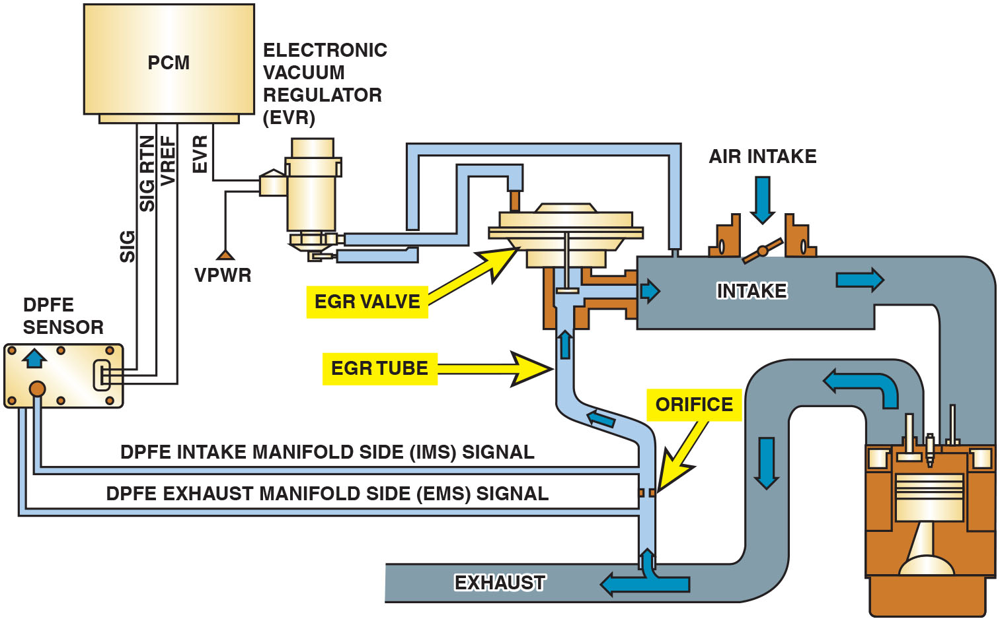 PCM
ELECTRONIC
VACUUM
REGULATOR
(EVR)
SIG
SIG RTN
VREF
EVR
VPWR
AIR INTAKE
INTAKE
EGR VALVE
DPFE
SENSOR
EGR TUBE
ORIFICE
DPFE INTAKE MANIFOLD SIDE (IMS) SIGNAL
DPFE EXHAUST MANIFOLD SIDE (EMS) SIGNAL
EXHAUST